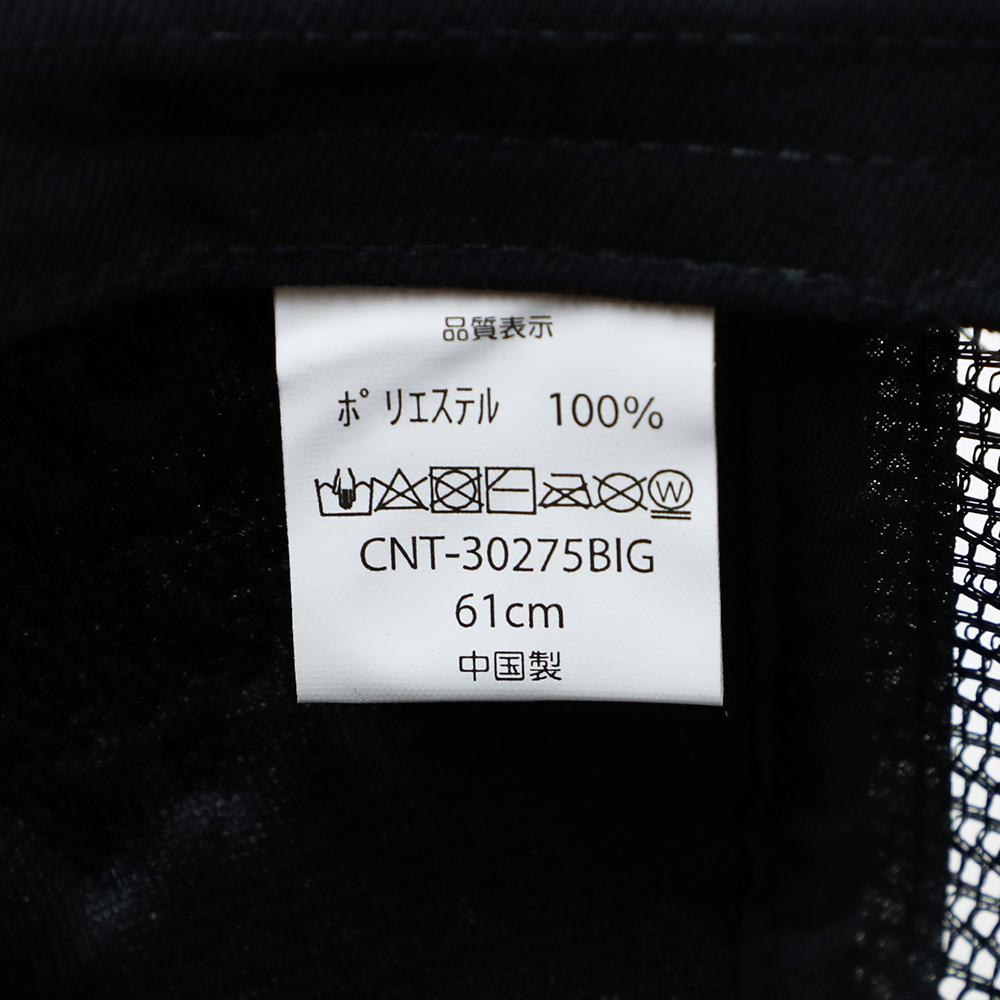 品質表示
ポリエステル 100%
W
CNT-30275BIG
61cm
中国製